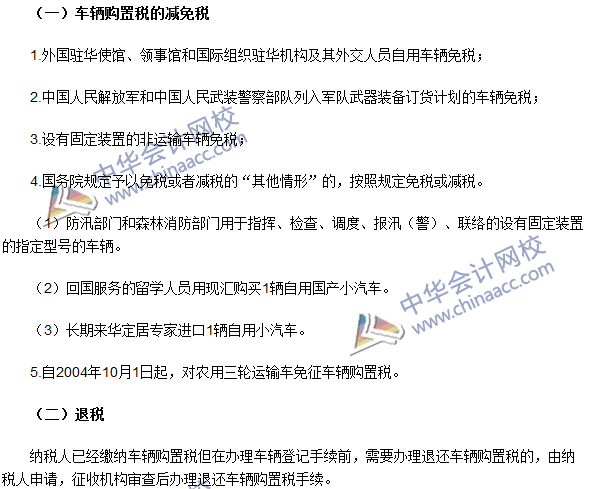 （一）车辆购置税的减免税
1.外国驻华使馆、领事馆和国际组织驻华机构及其外交人员自用车辆免税；
2.中国人民解放军和中国人民武装警察部队列入军队武器装备订货计划的车辆免税；
3.设有固定装置的非运输车辆免税；
4.国务院规定予以免税或者减税的“其他情形”的，按照规定免税或减税。
（1）防汛部门和森林消防部门用于指挥、检查、调度、报汛（警）、联络的设有固定装置
的指定型号的车辆。
（2）回国服务的留学人员用现汇购买1辆自用国产小汽车。
（3）长期来华定居专家进口1辆自用小汽车。
5.自2004年10月1日起，对农用三轮运输车免征车辆购置税。
（二）退税
纳税人已经缴纳车辆购置税但在办理车辆登记手续前，需要办理退还车辆购置税的，由纳
税人申请，征收机构审查后办理退还车辆购置税手续。
中华会计网校
www.chinaacc.com
中华会计网校
www.chinaacc.com